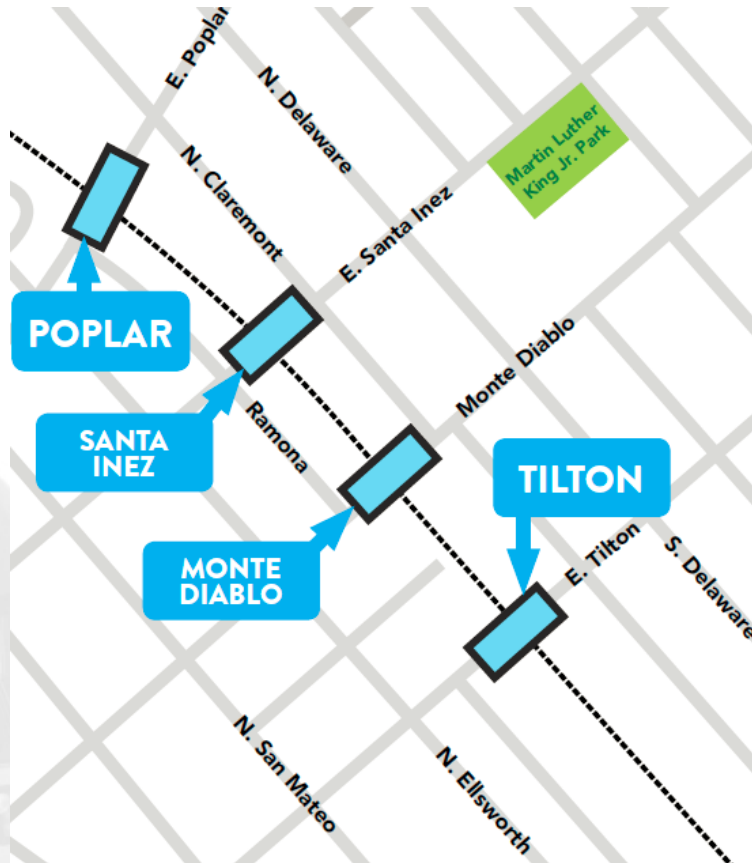 E. Poplar
N. Delaware
N. Claremont
Martin Luther
King Jr. Park
E. Santa Inez
POPLAR
Monte Diablo
SANTA
INEZ
Ramona
TILTON
MONTE
DIABLO
E. Tilton
S. Delaware
N. San Mateo
N. Ellsworth